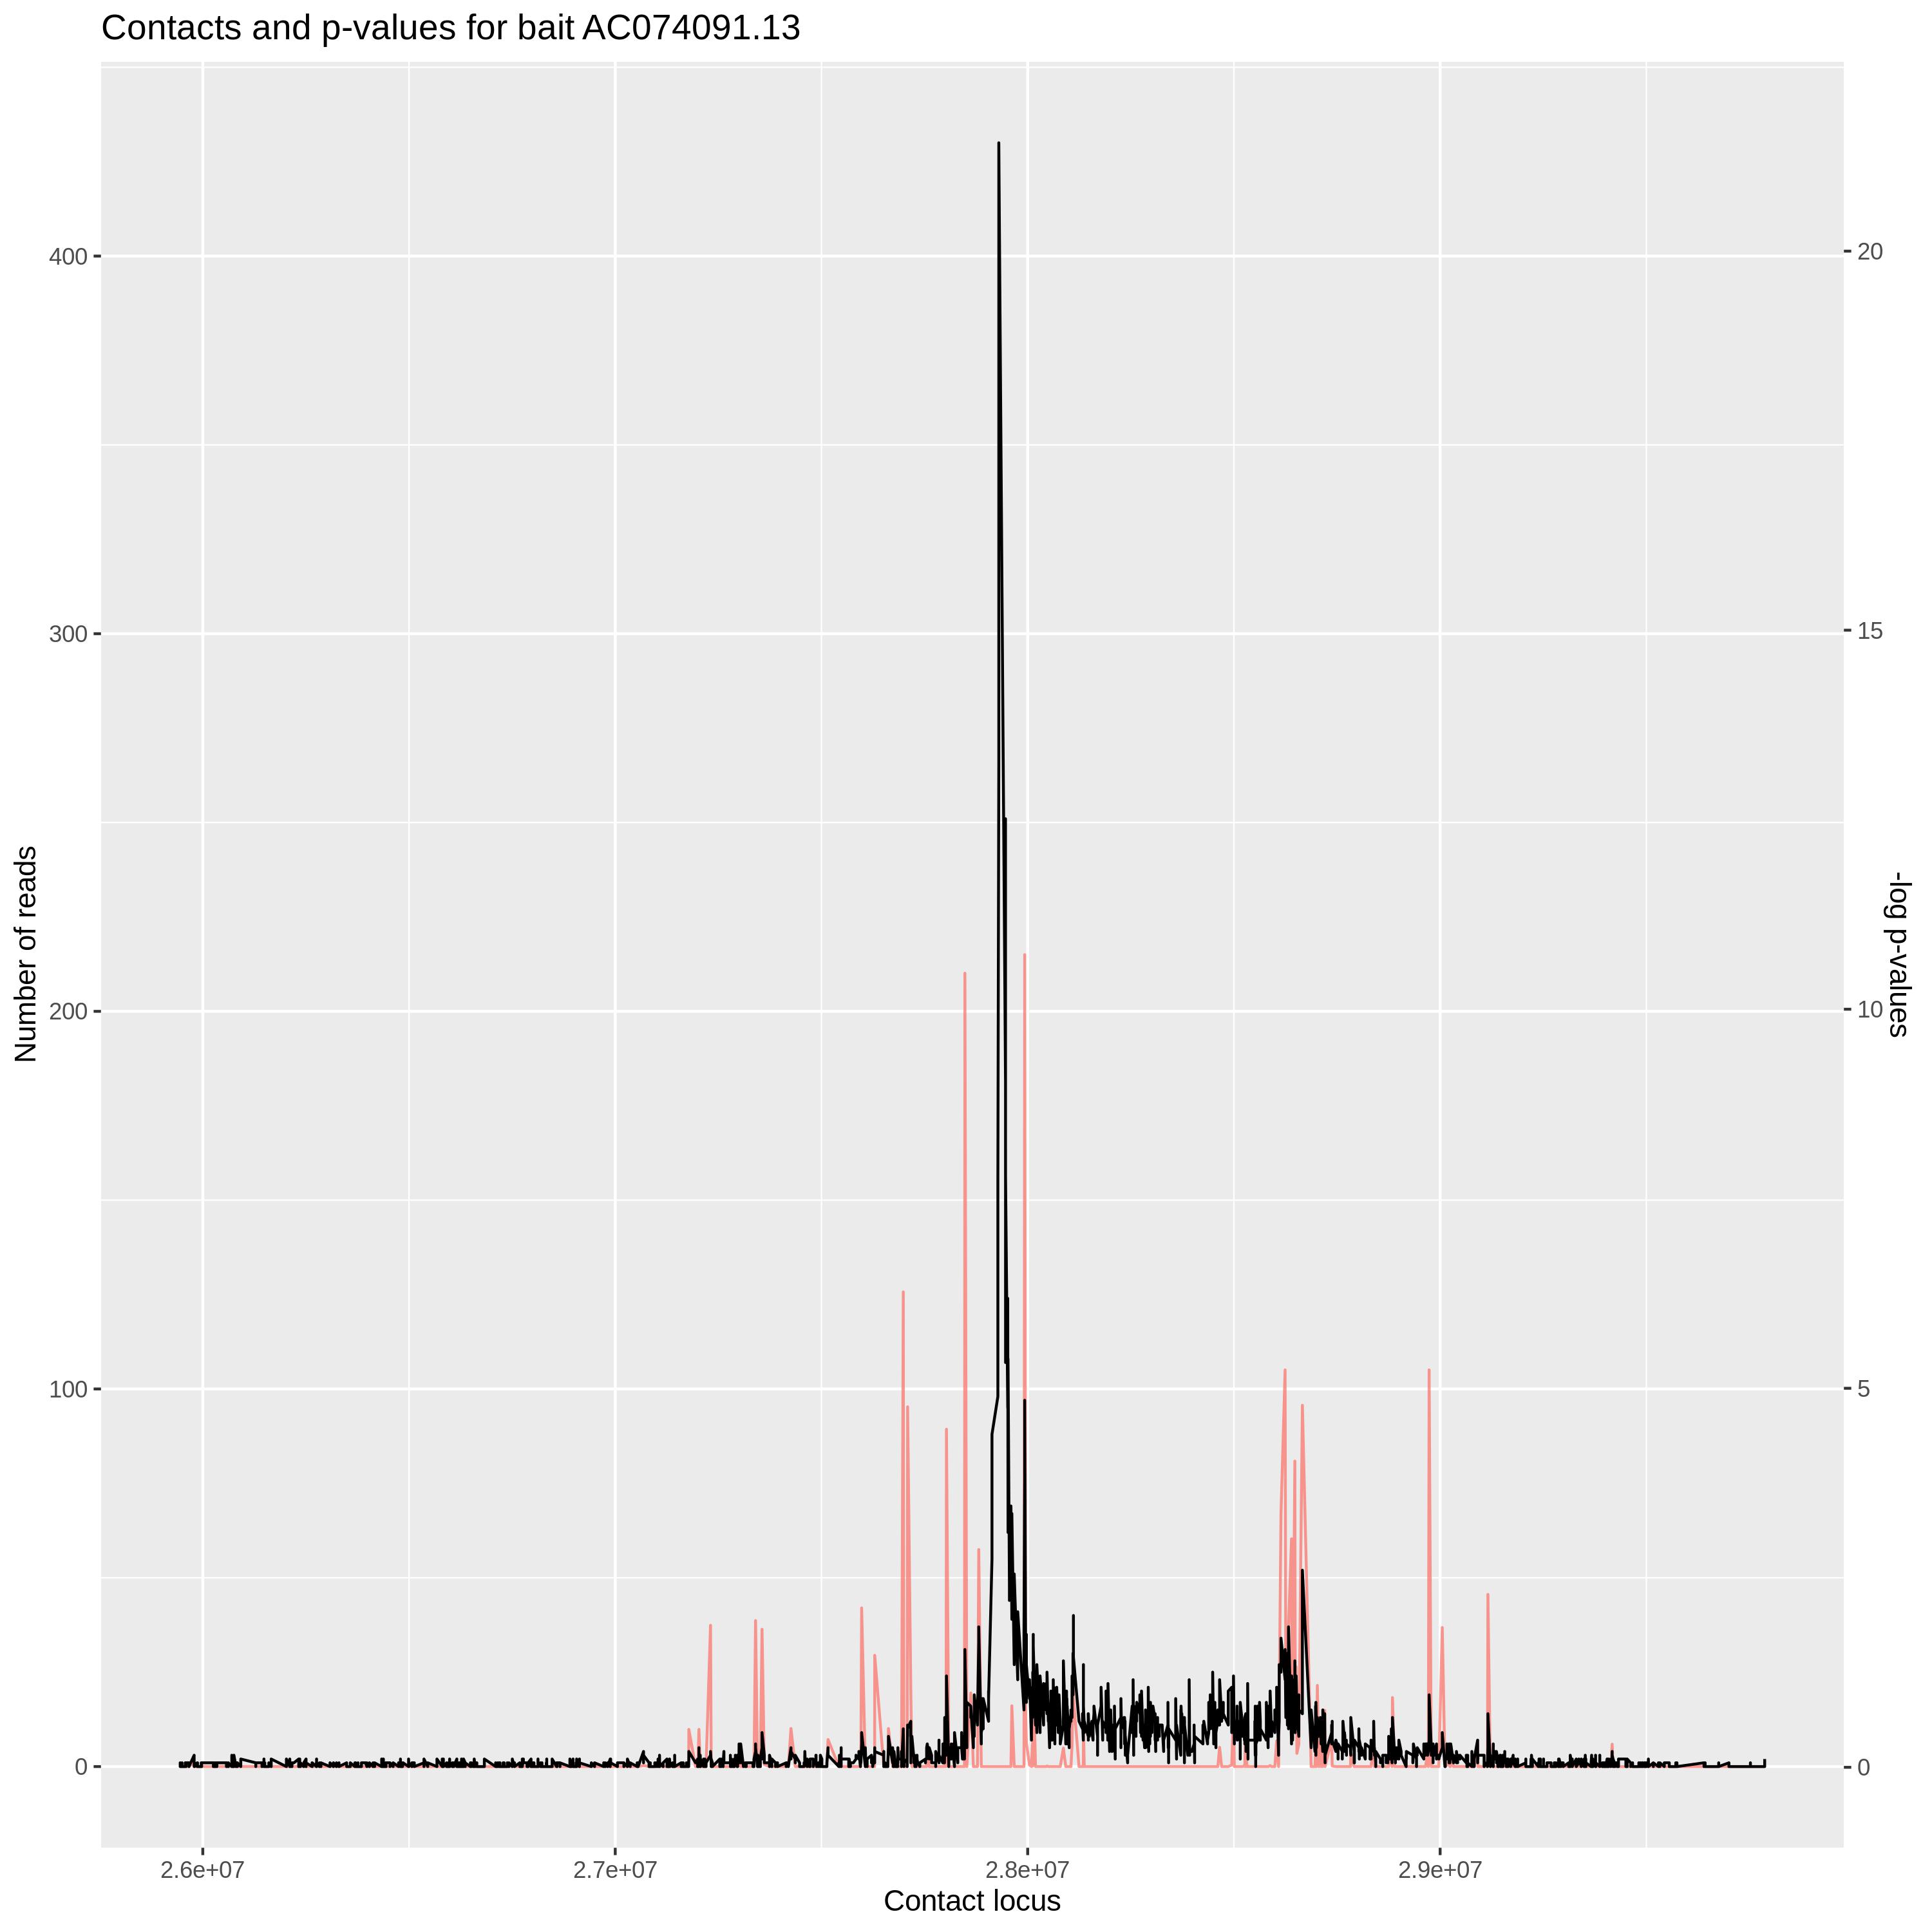 Contacts and p-values for bait AC074091.13
400
300
200
100
0
20
15
10
5
0
Number of reads
-log p-values
2.6e+07
2.7e+07
2.8e+07
2.9e+07
Contact locus